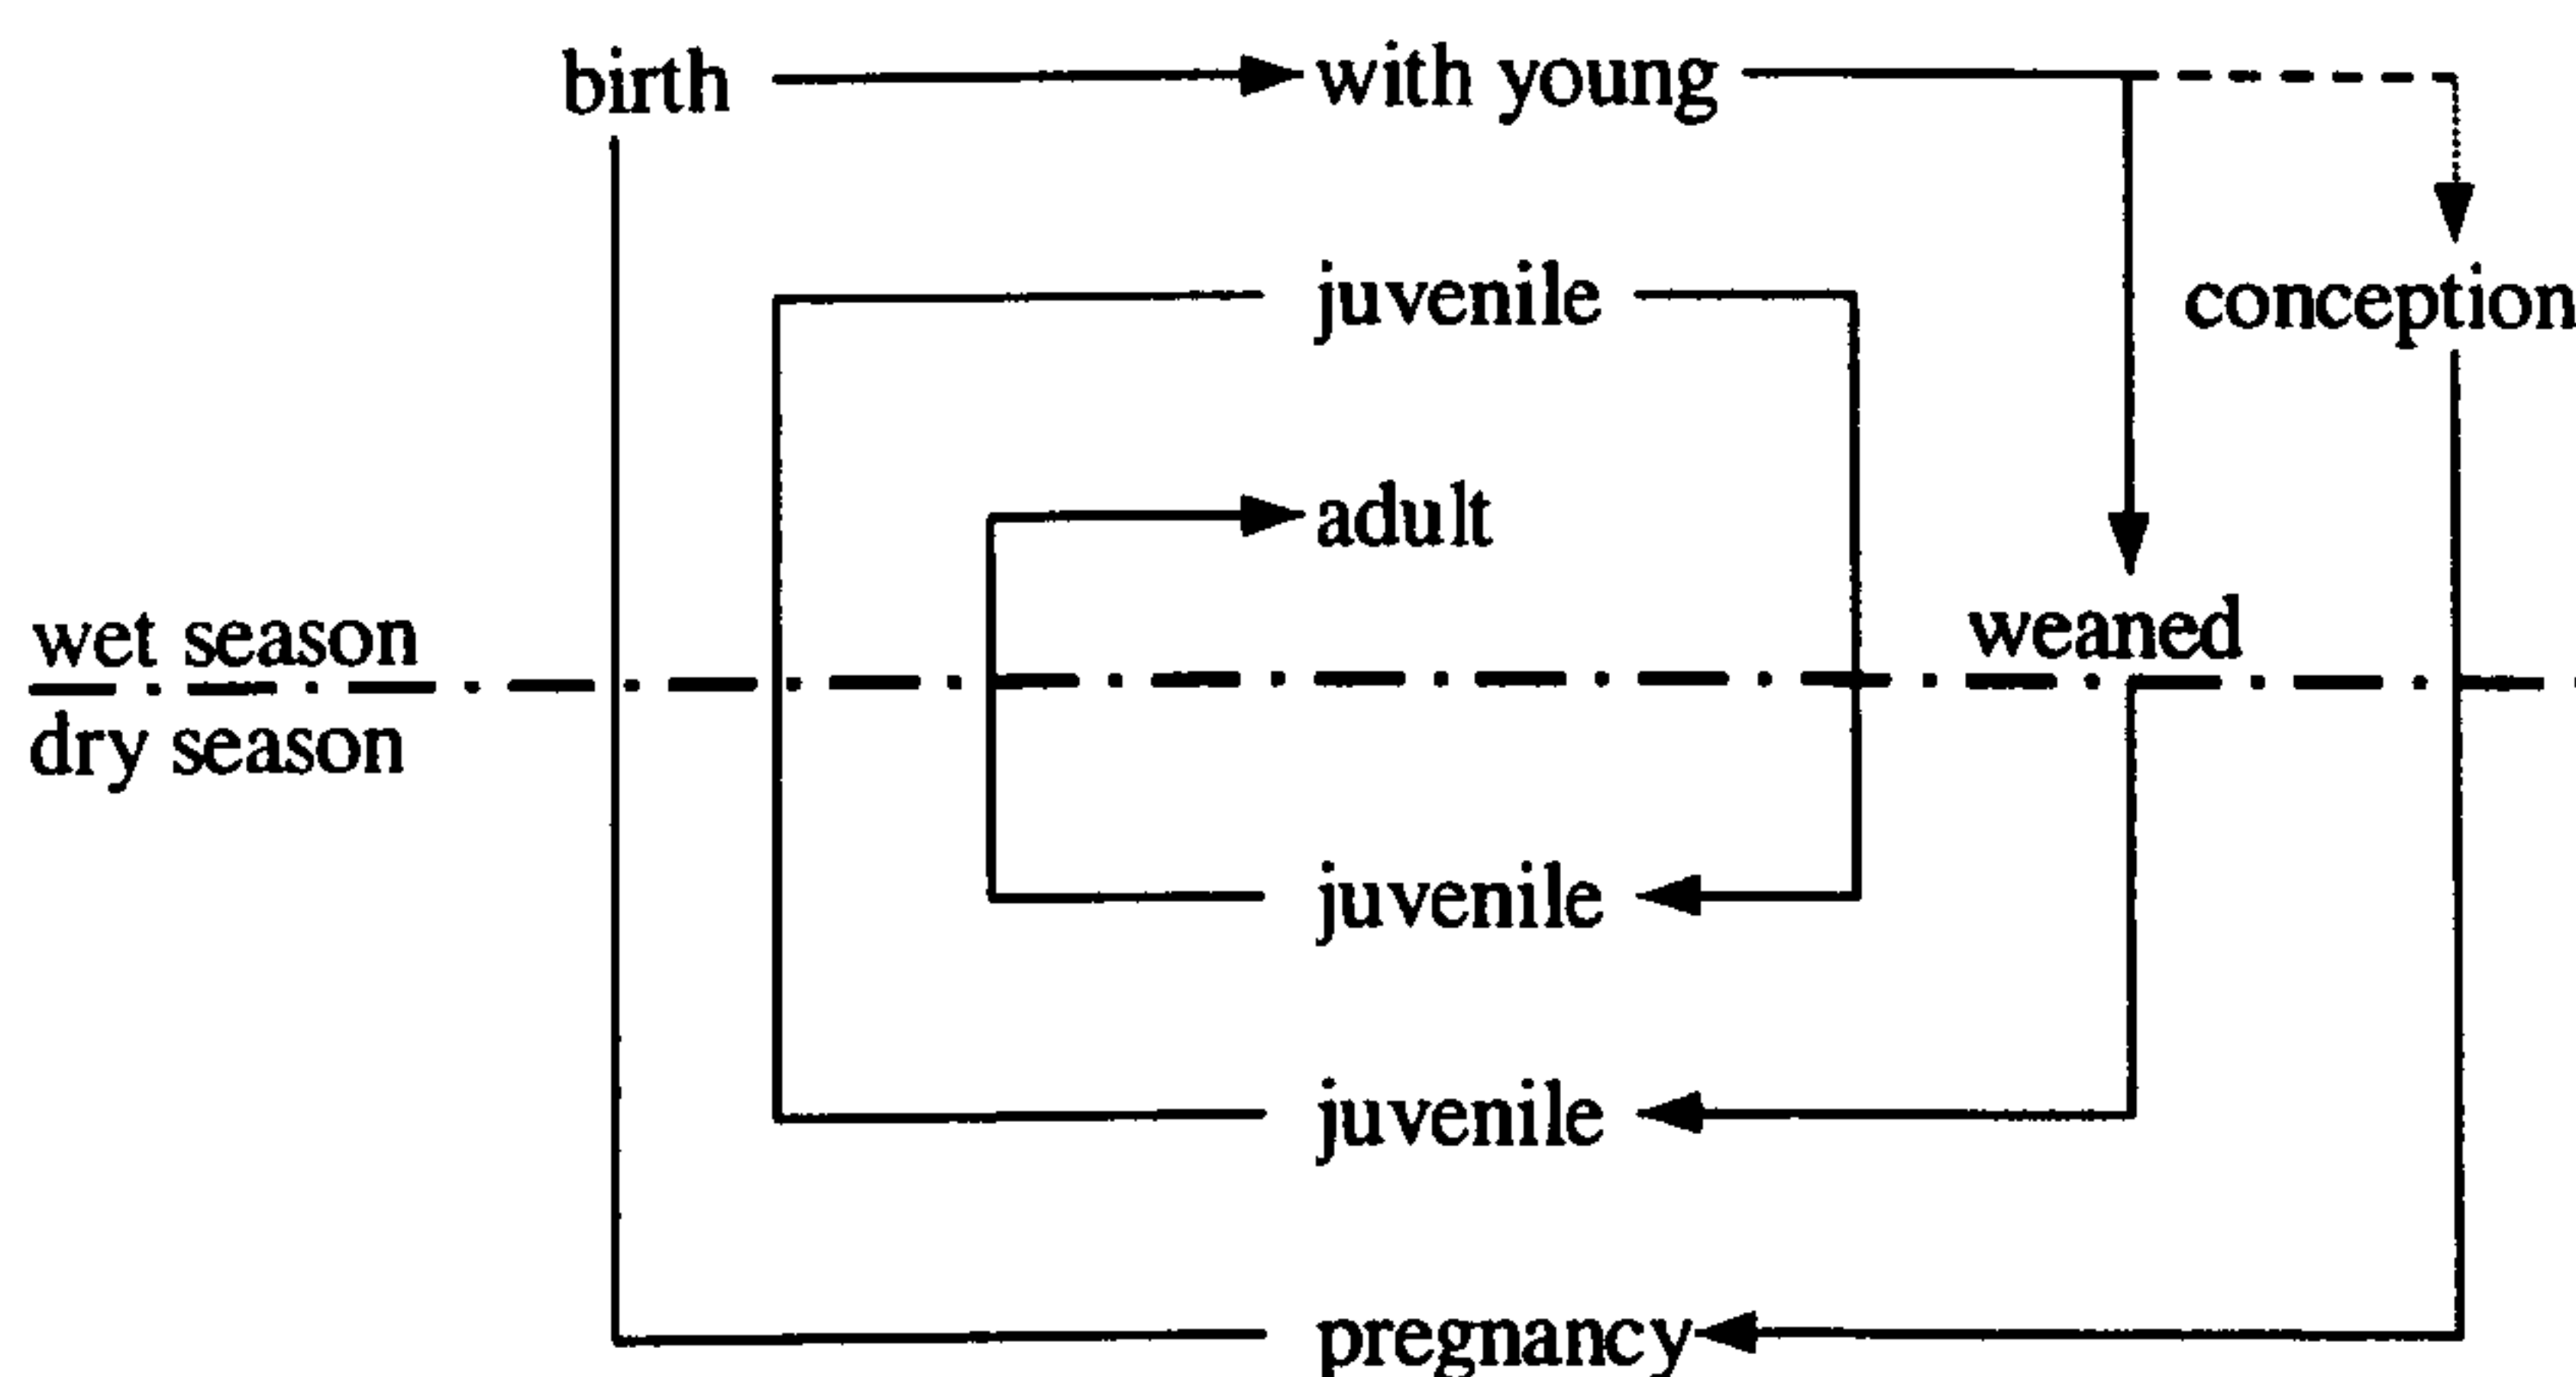 birth
with young
juvenile
conception
adult
weaned
wet season
dry season
juvenile
juvenile
pregnancy